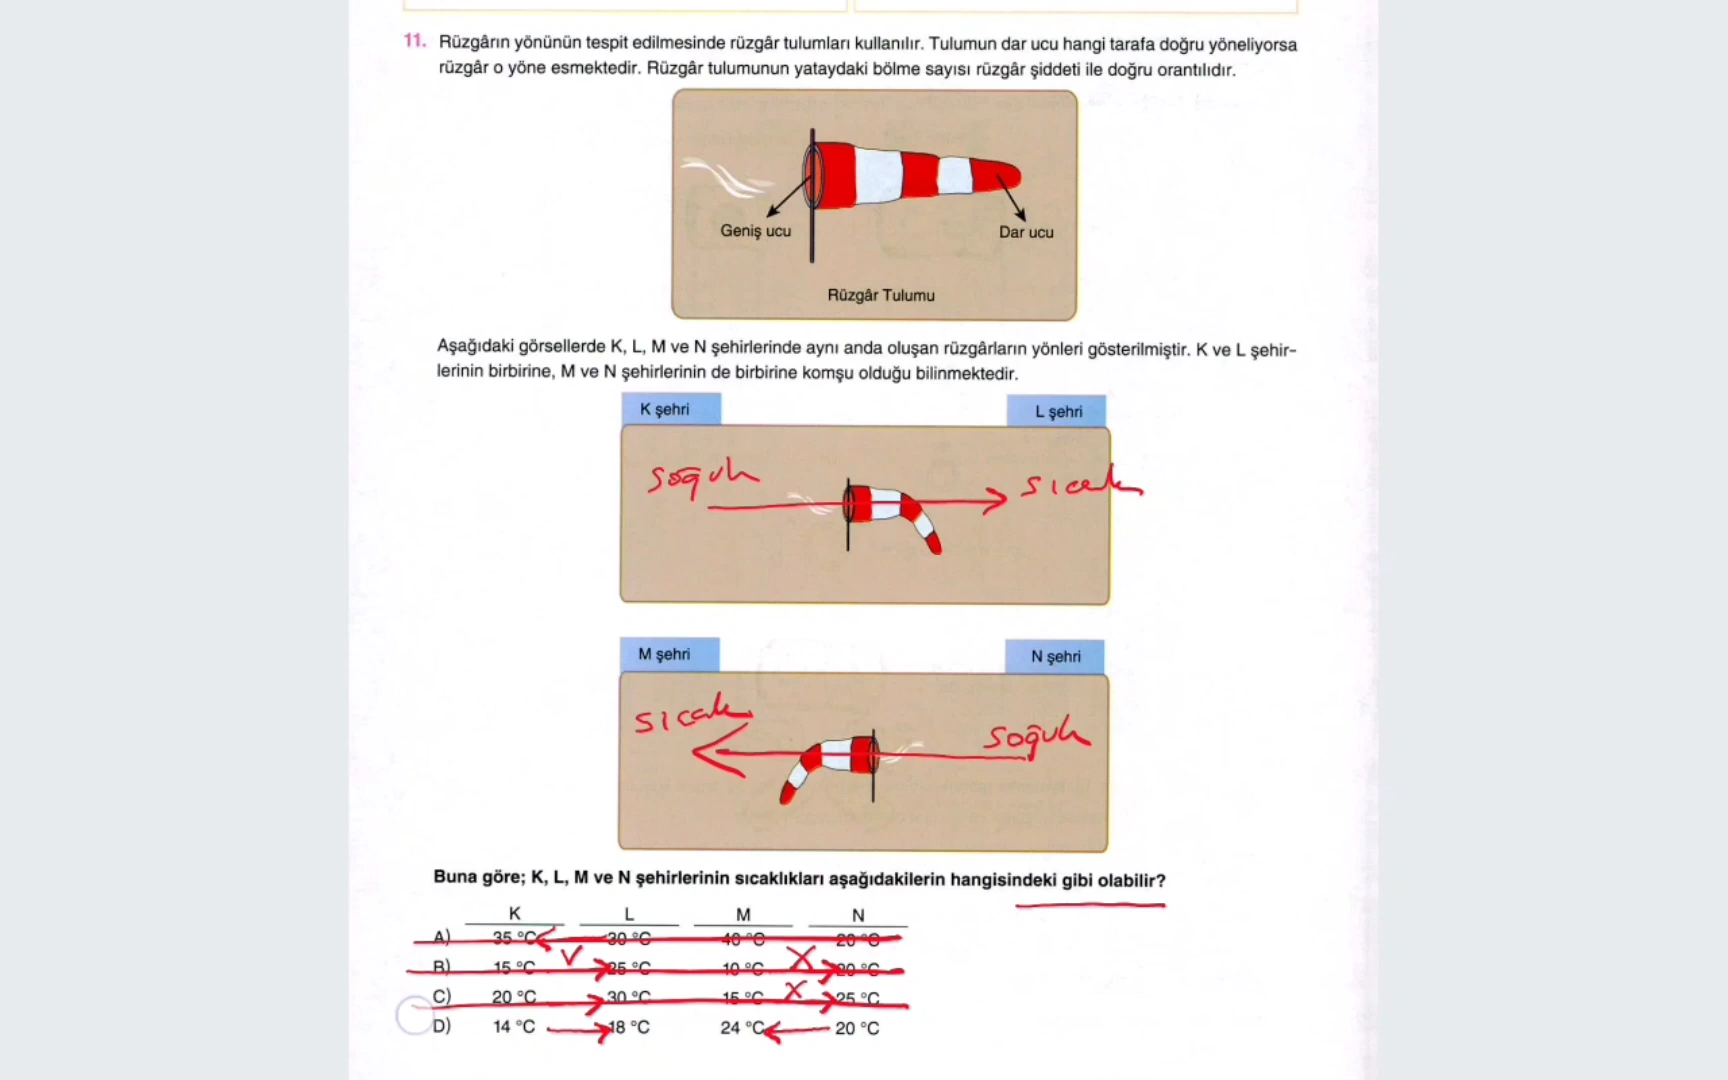 11. Rüzgârın yönünün tespit edilmesinde rüzgâr tulumları kullanılır. Tulumun dar ucu hangi tarafa doğru yöneliyorsa
rüzgâr o yöne esmektedir. Rüzgâr tulumunun yataydaki bölme sayısı rüzgâr şiddeti ile doğru orantılıdır.
Geniş ucu
Dar ucu
Rüzgâr Tulumu
Aşağıdaki görsellerde K, L, M ve N şehirlerinde aynı anda oluşan rüzgârların yönleri gösterilmiştir. K ve L şehir-
lerinin birbirine, M ve N şehirlerinin de birbirine komşu olduğu bilinmektedir.
K şehri L şehri
soğuk sıcak
M şehri N şehri
sıcak soğuk
Buna göre; K, L, M ve N şehirlerinin sıcaklıkları aşağıdakilerin hangisindeki gibi olabilir?
K L M N
A) 35 °C 30 °C 40 °C 20 °C
B) 15 °C 25 °C 10 °C 20 °C
C) 20 °C 30 °C 15 °C 25 °C
D) 14 °C 18 °C 24 °C 20 °C